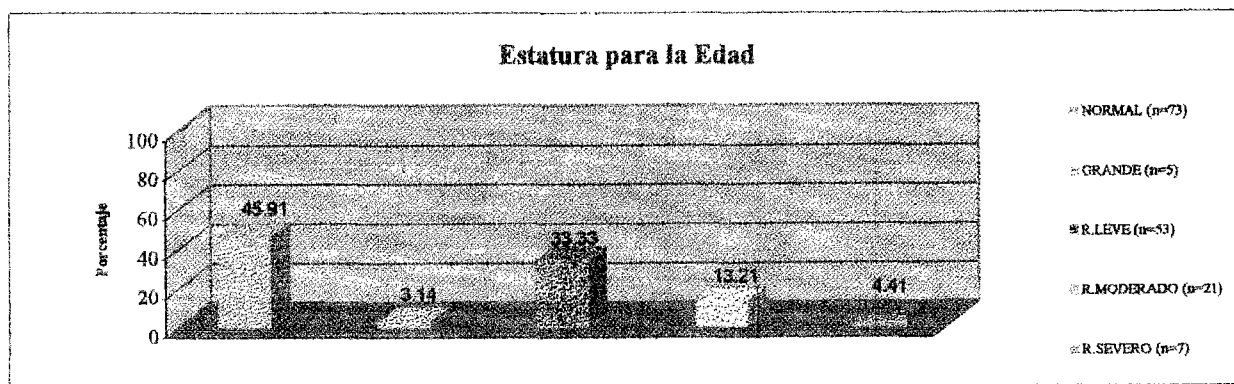 Estatura para la Edad
Porcentaje
100
80
60
40
20
0
45.91
3.14
33.33
13.21
4.41
NORMAL (n=73)
GRANDE (n=5)
R.LEVE (n=53)
R.MODERADO (n=21)
R.SEVERO (n=7)